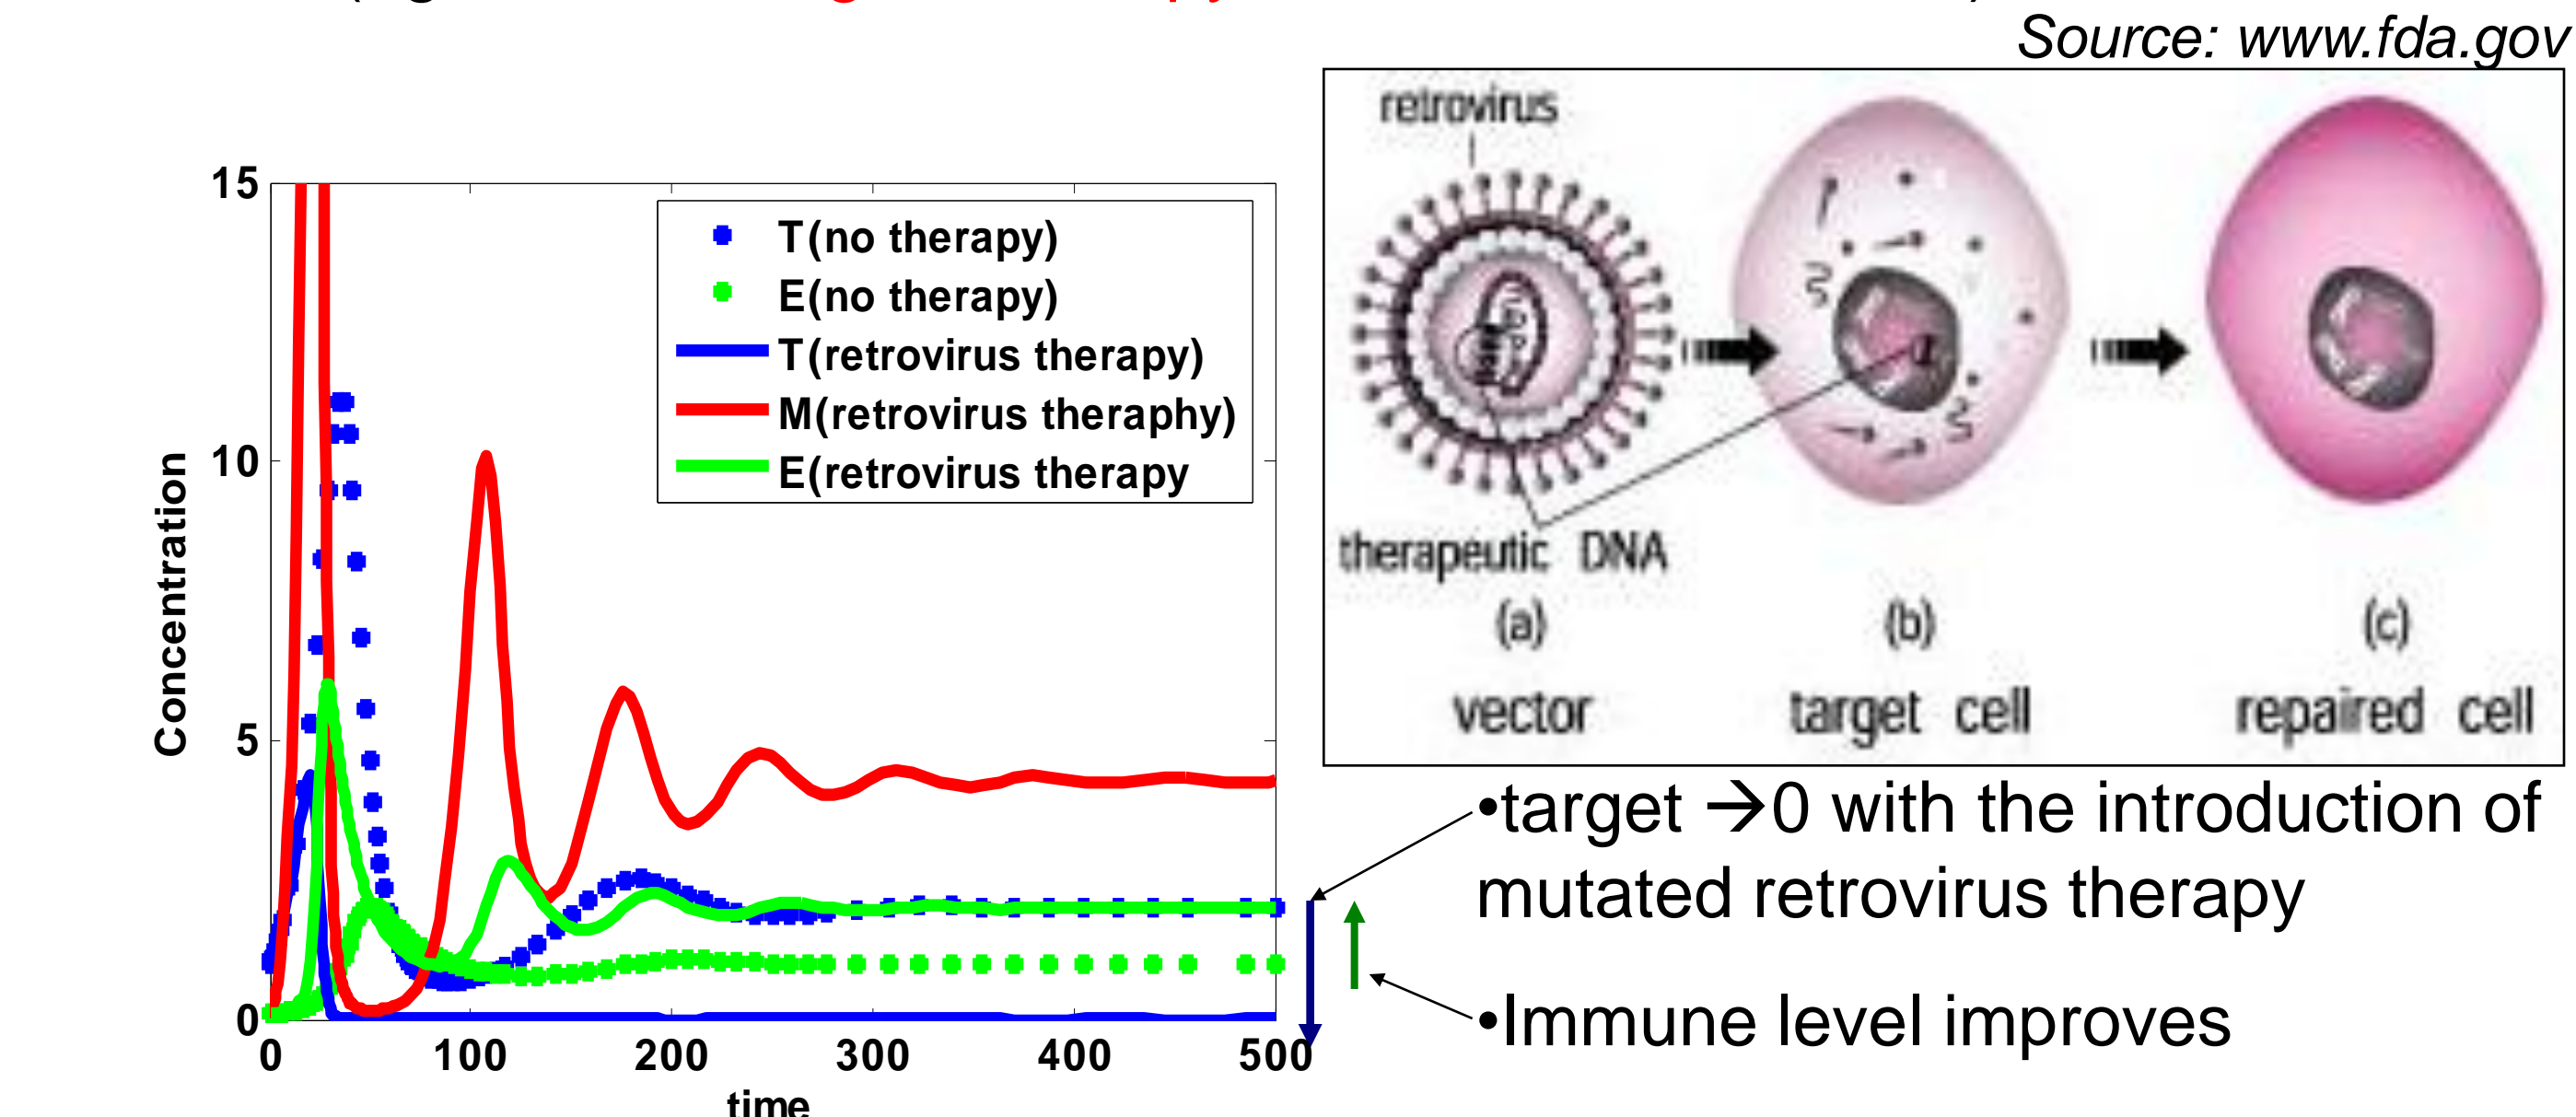 Source: www.fda.gov
15
10
5
0
Concentration
0 100 200 300 400 500
time
T(no therapy)
E(no therapy)
T(retrovirus therapy)
M(retrovirus theraphy)
E(retrovirus therapy
retrovirus
therapeutic DNA
(a) (b) (c)
vector target cell repaired cell
•target →0 with the introduction of
mutated retrovirus therapy
•Immune level improves